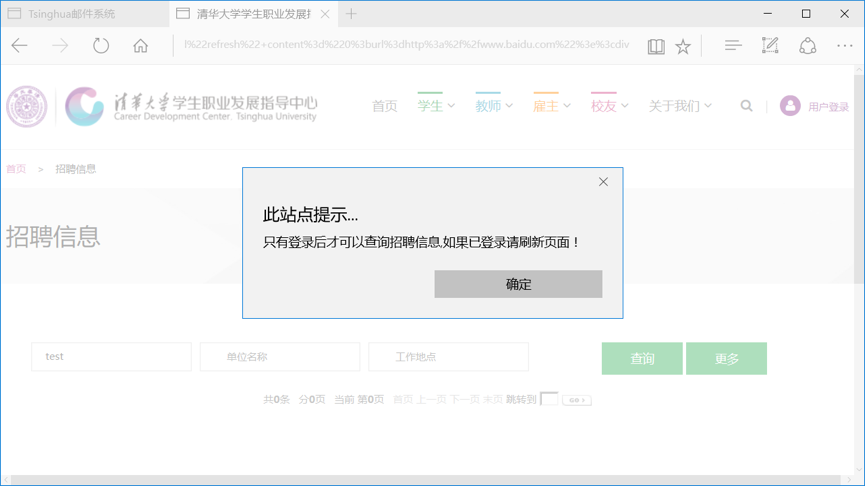 Tsinghua邮件系统
清华大学学生职业发展指
l%22refresh%22+content%3d%220%3burl%3dhttp%3a%2f%2fwww.baidu.com%22%3e%3cdiv
清华大学学生职业发展指导中心
Career Development Center, Tsinghua University
首页 学生 教师 雇主 校友 关于我们 用户登录
首页 > 招聘信息
招聘信息
此站点提示...
只有登录后才可以查询招聘信息,如果已登录请刷新页面！
确定
test 单位名称 工作地点 查询 更多
共0条 分0页 当前 第0页 首页 上一页 下一页 末页 跳转到 GO